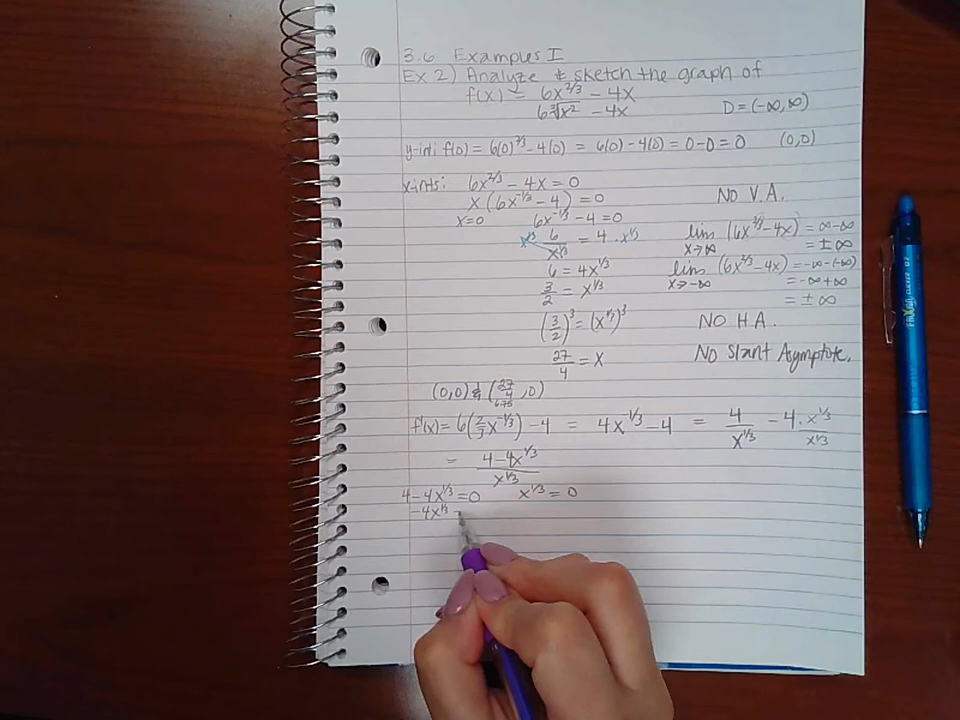 3.6 Examples I
Ex 2) Analyze & sketch the graph of
f(x) = 6x^(2/3) - 4x
6∛x² - 4x D = (-∞, ∞)
y-int: f(0) = 6(0)^(2/3) - 4(0) = 6(0) - 4(0) = 0 - 0 = 0 (0,0)
x-ints: 6x^(2/3) - 4x = 0
x(6x^(-1/3) - 4) = 0
x = 0 6x^(-1/3) - 4 = 0
x^(1/3) · 6/x^(1/3) = 4 · x^(1/3)
6 = 4x^(1/3)
3/2 = x^(1/3)
(3/2)³ = (x^(1/3))³
27/4 = x
(0,0) & (27/4, 0)
6.75
No V.A.
lim x→∞ (6x^(2/3) - 4x) = ∞ - ∞
= ± ∞
lim x→-∞ (6x^(2/3) - 4x) = -∞ - (-∞)
= -∞ + ∞
= ± ∞
NO H.A.
No Slant Asymptote.
f'(x) = 6(2/3 x^(-1/3)) - 4 = 4x^(-1/3) - 4 = 4/x^(1/3) - 4 · x^(1/3)/x^(1/3)
= (4 - 4x^(1/3))/x^(1/3)
4 - 4x^(1/3) = 0 x^(1/3) = 0
-4x^(1/3) -